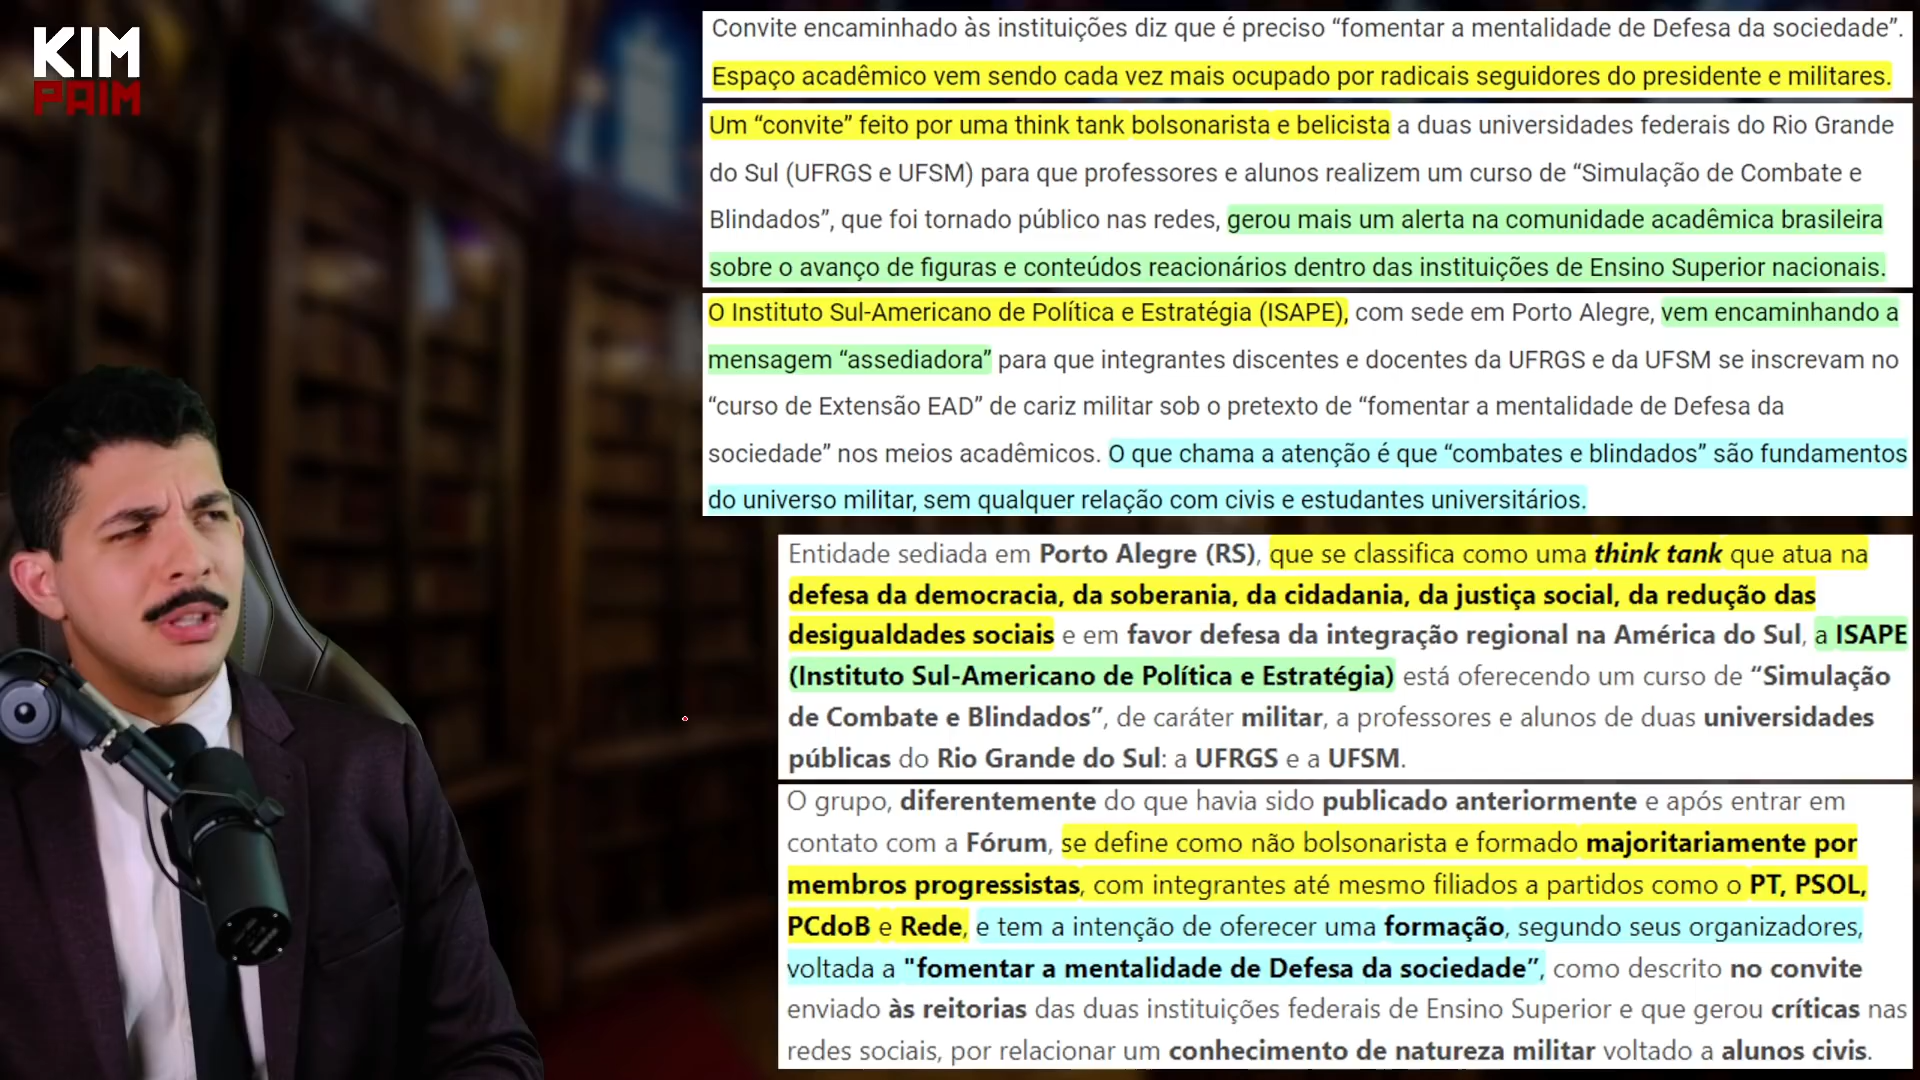 KIM
PAIM
Convite encaminhado às instituições diz que é preciso “fomentar a mentalidade de Defesa da sociedade”.
Espaço acadêmico vem sendo cada vez mais ocupado por radicais seguidores do presidente e militares.
Um “convite” feito por uma think tank bolsonarista e belicista a duas universidades federais do Rio Grande
do Sul (UFRGS e UFSM) para que professores e alunos realizem um curso de “Simulação de Combate e
Blindados”, que foi tornado público nas redes, gerou mais um alerta na comunidade acadêmica brasileira
sobre o avanço de figuras e conteúdos reacionários dentro das instituições de Ensino Superior nacionais.
O Instituto Sul-Americano de Política e Estratégia (ISAPE), com sede em Porto Alegre, vem encaminhando a
mensagem “assediadora” para que integrantes discentes e docentes da UFRGS e da UFSM se inscrevam no
“curso de Extensão EAD” de cariz militar sob o pretexto de “fomentar a mentalidade de Defesa da
sociedade” nos meios acadêmicos. O que chama a atenção é que “combates e blindados” são fundamentos
do universo militar, sem qualquer relação com civis e estudantes universitários.
Entidade sediada em Porto Alegre (RS), que se classifica como uma think tank que atua na
defesa da democracia, da soberania, da cidadania, da justiça social, da redução das
desigualdades sociais e em favor defesa da integração regional na América do Sul, a ISAPE
(Instituto Sul-Americano de Política e Estratégia) está oferecendo um curso de “Simulação
de Combate e Blindados”, de caráter militar, a professores e alunos de duas universidades
públicas do Rio Grande do Sul: a UFRGS e a UFSM.
O grupo, diferentemente do que havia sido publicado anteriormente e após entrar em
contato com a Fórum, se define como não bolsonarista e formado majoritariamente por
membros progressistas, com integrantes até mesmo filiados a partidos como o PT, PSOL,
PCdoB e Rede, e tem a intenção de oferecer uma formação, segundo seus organizadores,
voltada a "fomentar a mentalidade de Defesa da sociedade”, como descrito no convite
enviado às reitorias das duas instituições federais de Ensino Superior e que gerou críticas nas
redes sociais, por relacionar um conhecimento de natureza militar voltado a alunos civis.